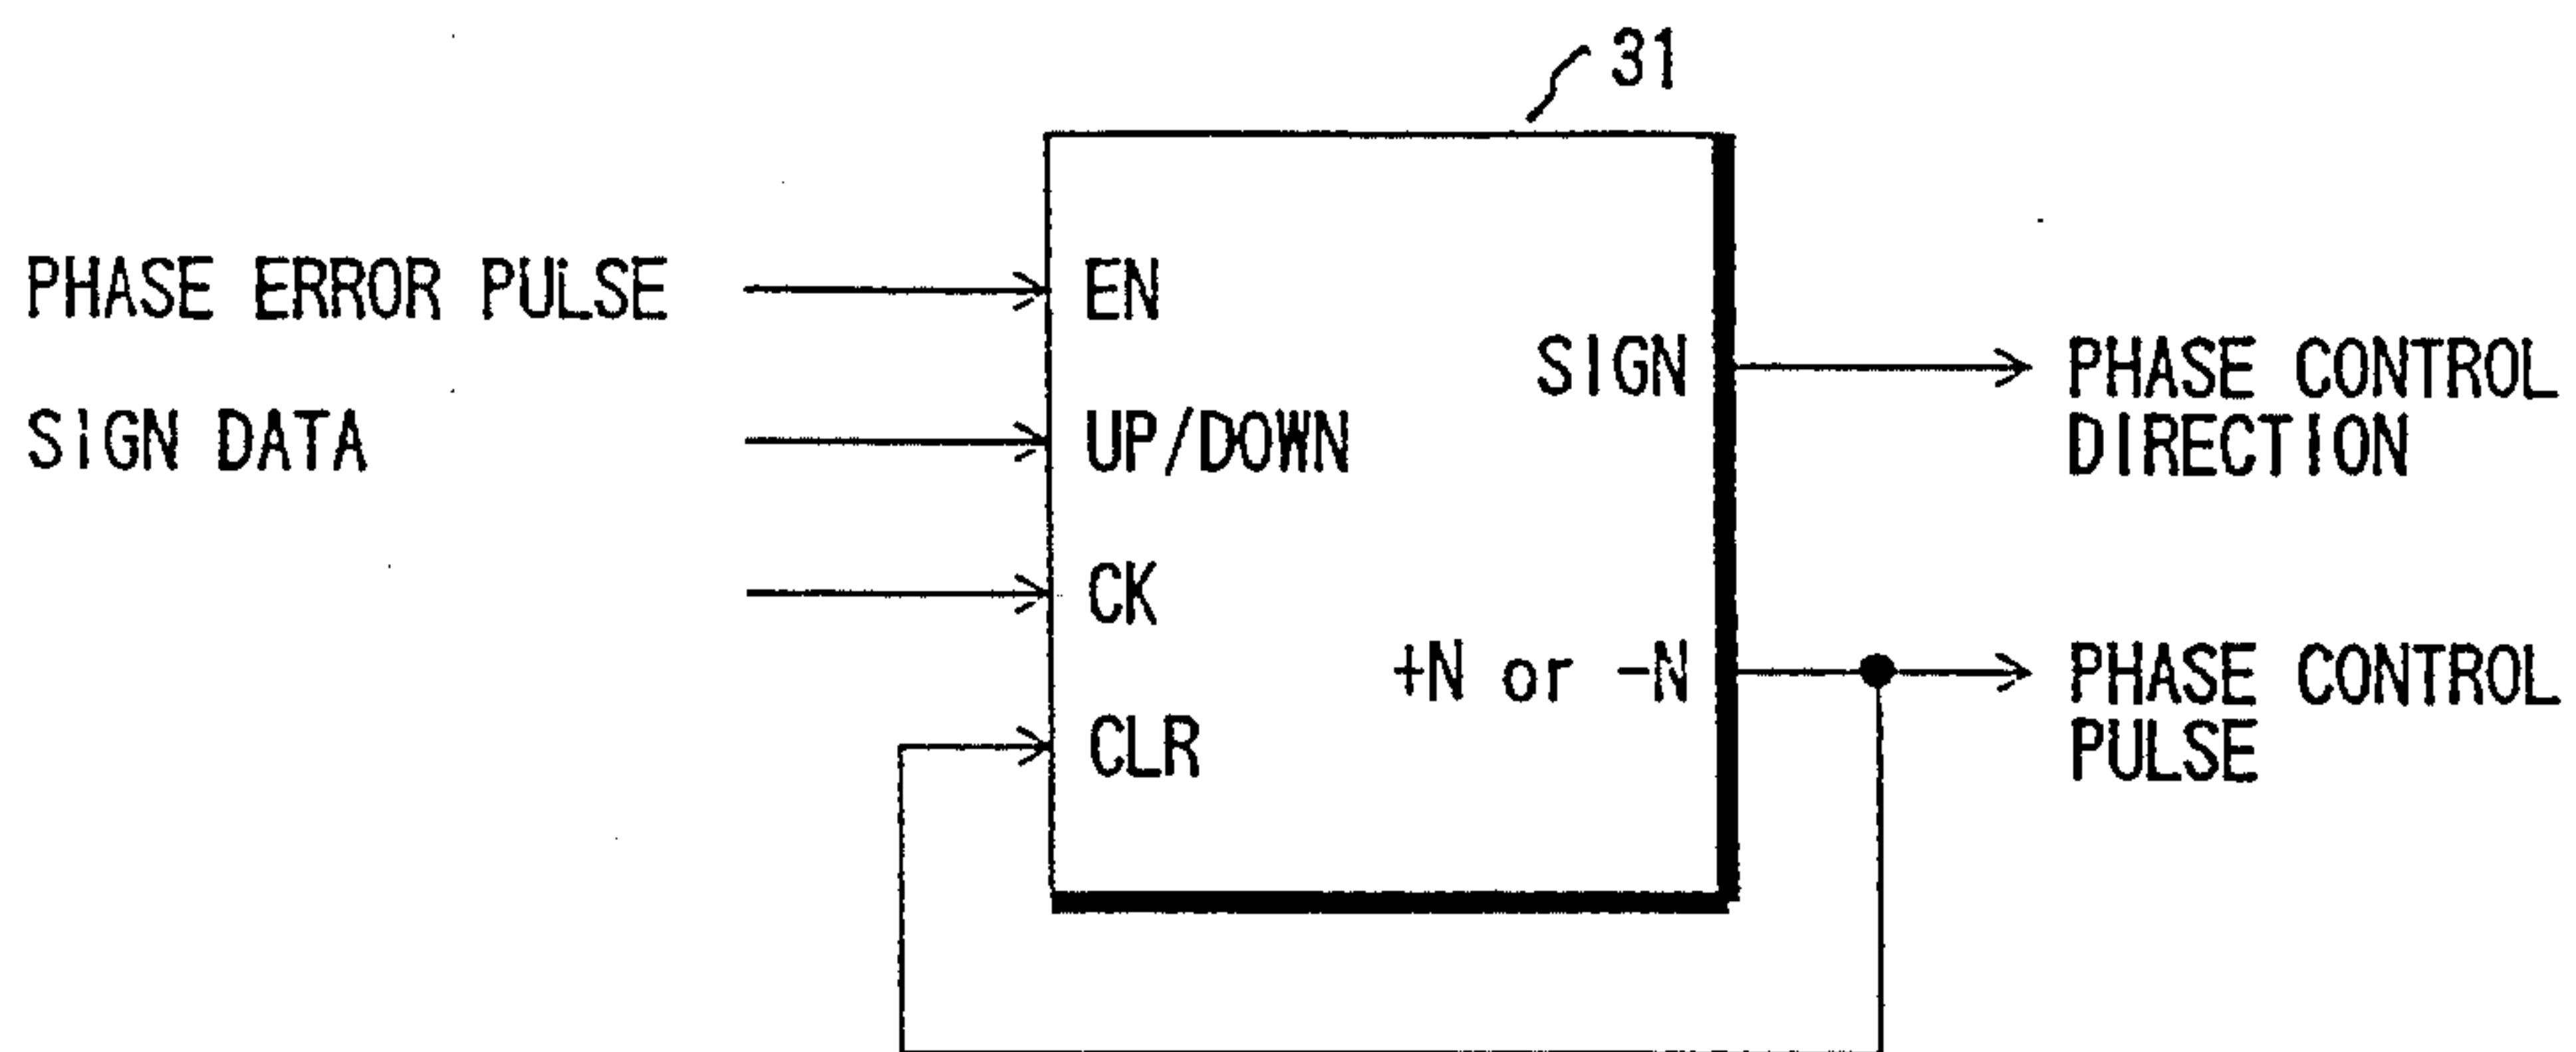 31
PHASE ERROR PULSE
EN
SIGN
PHASE CONTROL
DIRECTION
SIGN DATA
UP/DOWN
CK
+N or -N
PHASE CONTROL
PULSE
CLR